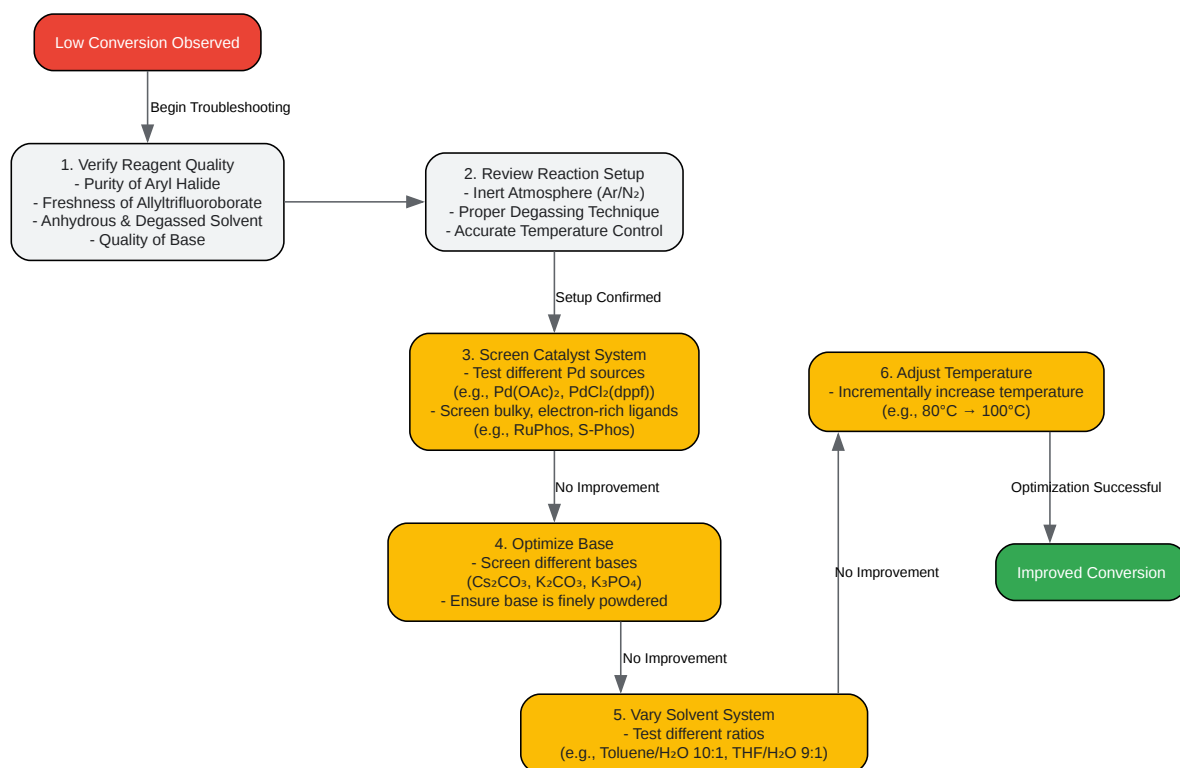 Low Conversion Observed
Begin Troubleshooting
1. Verify Reagent Quality
- Purity of Aryl Halide
- Freshness of Allyltrifluoroborate
- Anhydrous & Degassed Solvent
- Quality of Base
2. Review Reaction Setup
- Inert Atmosphere (Ar/N₂)
- Proper Degassing Technique
- Accurate Temperature Control
Setup Confirmed
3. Screen Catalyst System
- Test different Pd sources
(e.g., Pd(OAc)₂, PdCl₂(dppf))
- Screen bulky, electron-rich ligands
(e.g., RuPhos, S-Phos)
No Improvement
4. Optimize Base
- Screen different bases
(Cs₂CO₃, K₂CO₃, K₃PO₄)
- Ensure base is finely powdered
No Improvement
5. Vary Solvent System
- Test different ratios
(e.g., Toluene/H₂O 10:1, THF/H₂O 9:1)
No Improvement
6. Adjust Temperature
- Incrementally increase temperature
(e.g., 80°C → 100°C)
Optimization Successful
Improved Conversion